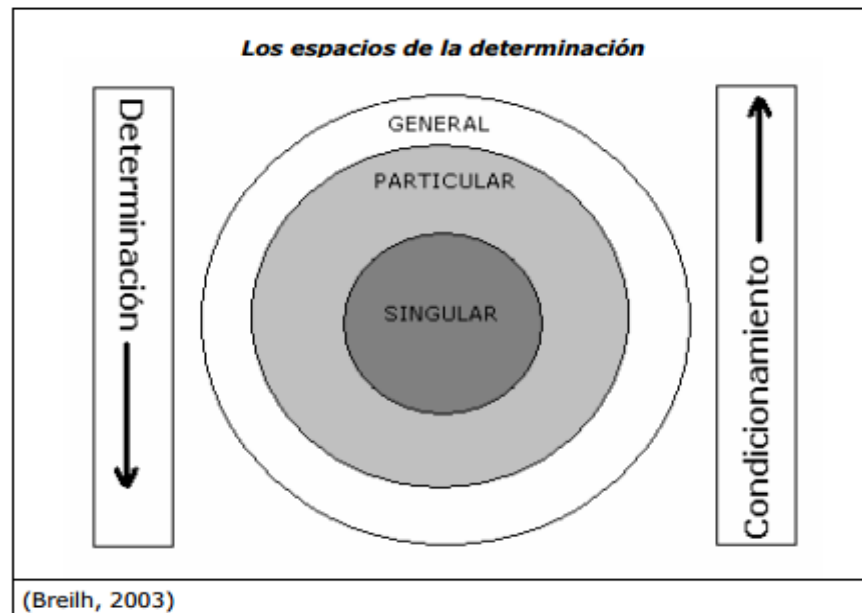 Los espacios de la determinación
Determinación
GENERAL
PARTICULAR
SINGULAR
Condicionamiento
(Breilh, 2003)